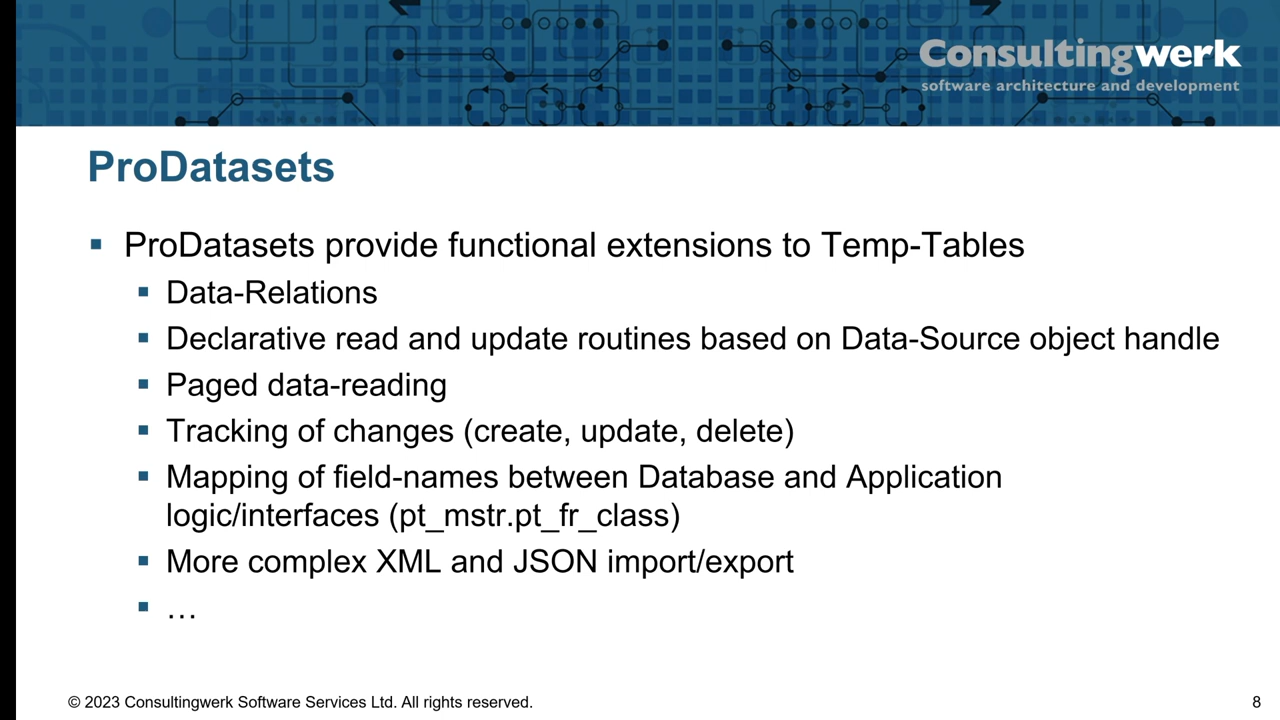 Consultingwerk
software architecture and development
ProDatasets
▪ ProDatasets provide functional extensions to Temp-Tables
▪ Data-Relations
▪ Declarative read and update routines based on Data-Source object handle
▪ Paged data-reading
▪ Tracking of changes (create, update, delete)
▪ Mapping of field-names between Database and Application
logic/interfaces (pt_mstr.pt_fr_class)
▪ More complex XML and JSON import/export
▪ …
© 2023 Consultingwerk Software Services Ltd. All rights reserved.
8